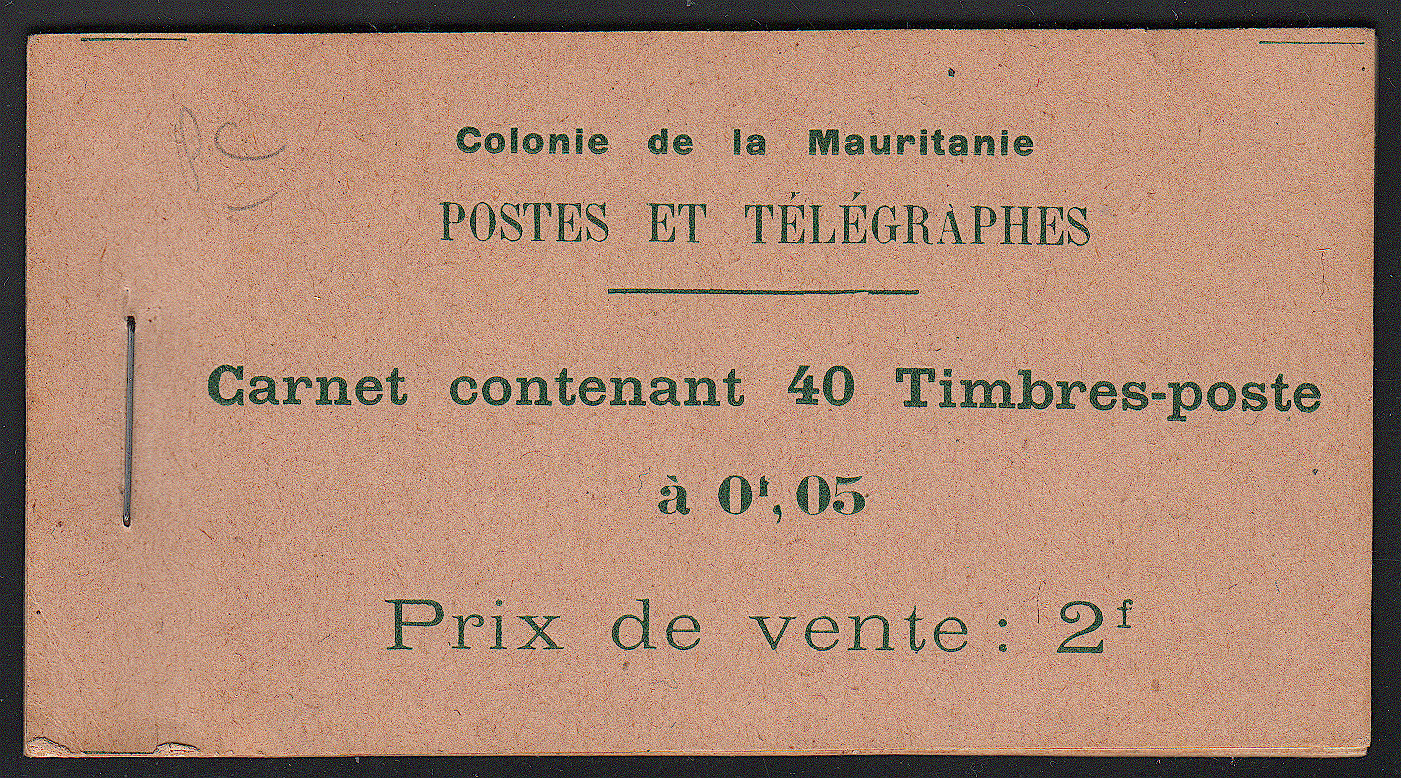 Colonie de la Mauritanie
POSTES ET TÉLÉGRAPHES
Carnet contenant 40 Timbres-poste
à 0f,05
Prix de vente : 2f